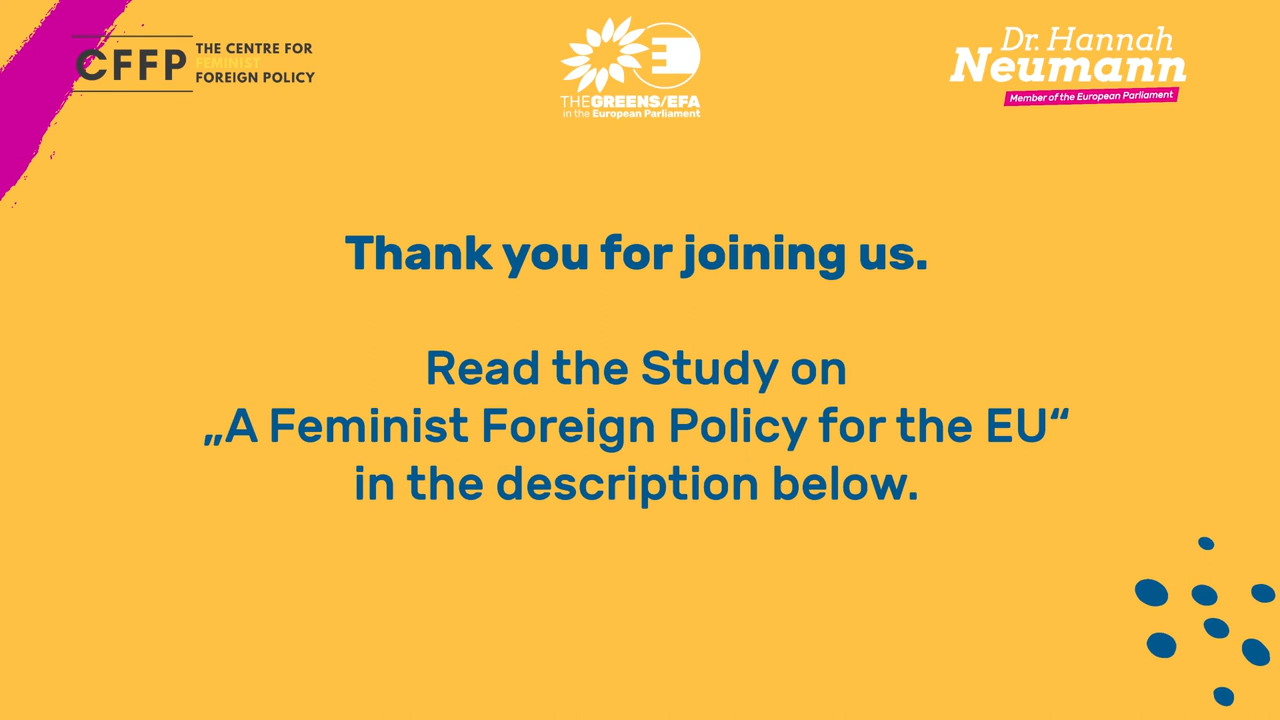 CFFP
THE CENTRE FOR
FEMINIST
FOREIGN POLICY
THE GREENS/EFA
in the European Parliament
Dr. Hannah
Neumann
Member of the European Parliament
Thank you for joining us.
Read the Study on
„A Feminist Foreign Policy for the EU“
in the description below.